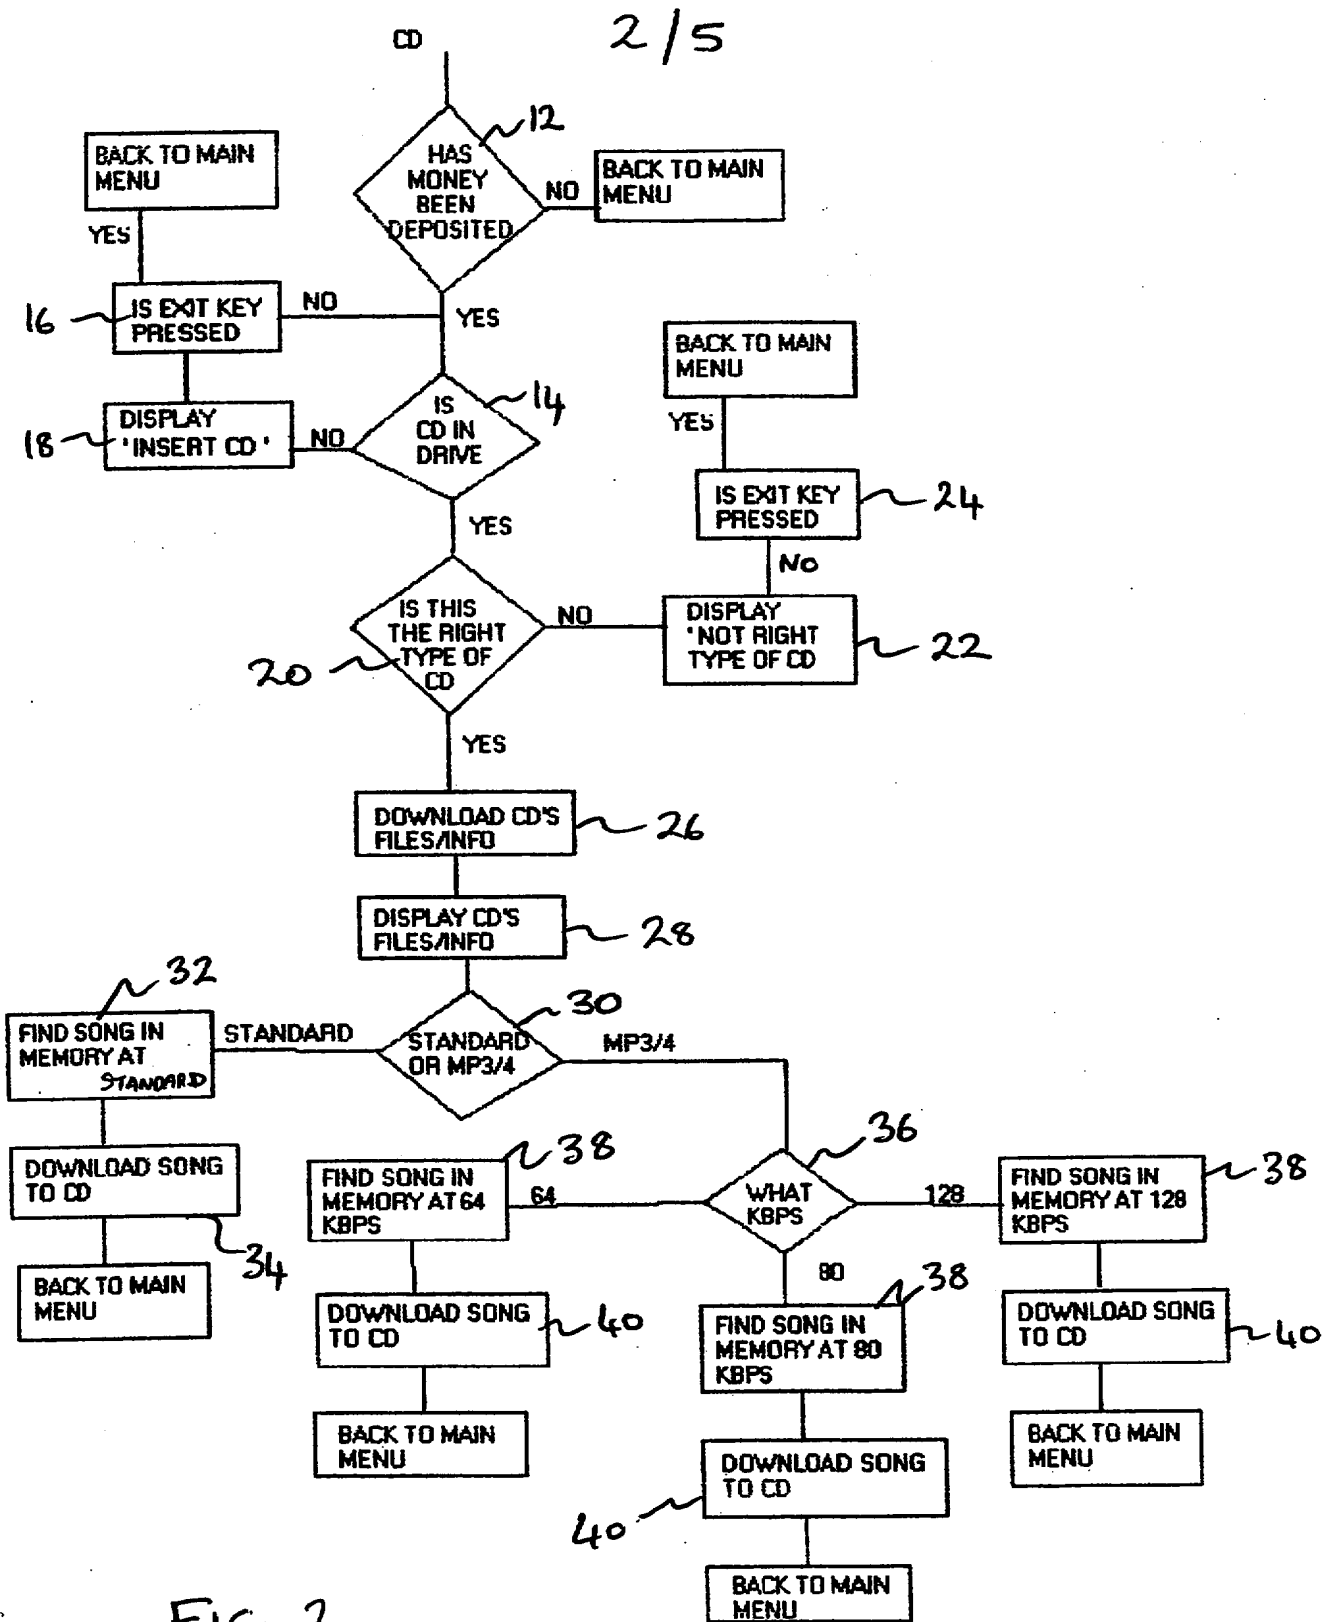 2/5
CD
12
HAS
MONEY
BEEN
DEPOSITED
NO
BACK TO MAIN
MENU
BACK TO MAIN
MENU
YES
16
IS EXIT KEY
PRESSED
NO
YES
BACK TO MAIN
MENU
YES
14
IS
CD IN
DRIVE
18
DISPLAY
'INSERT CD'
NO
IS EXIT KEY
PRESSED
24
YES
NO
IS THIS
THE RIGHT
TYPE OF
CD
20
NO
DISPLAY
'NOT RIGHT
TYPE OF CD
22
YES
DOWNLOAD CD'S
FILES/INFO
26
DISPLAY CD'S
FILES/INFO
28
32
30
FIND SONG IN
MEMORY AT
STANDARD
STANDARD
STANDARD
OR MP3/4
MP3/4
36
DOWNLOAD SONG
TO CD
34
BACK TO MAIN
MENU
38
FIND SONG IN
MEMORY AT 64
KBPS
64
WHAT
KBPS
128
FIND SONG IN
MEMORY AT 128
KBPS
38
80
38
DOWNLOAD SONG
TO CD
40
FIND SONG IN
MEMORY AT 80
KBPS
DOWNLOAD SONG
TO CD
40
BACK TO MAIN
MENU
BACK TO MAIN
MENU
DOWNLOAD SONG
TO CD
40
BACK TO MAIN
MENU
FIG. 2